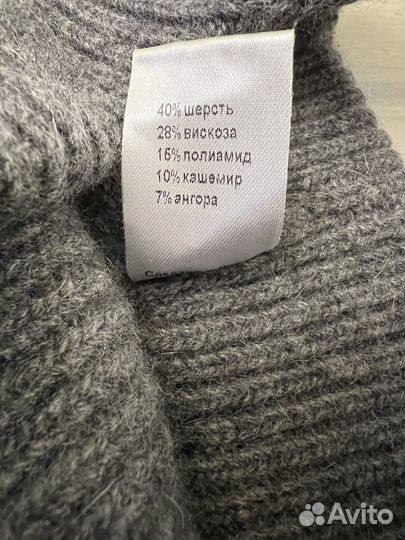 40% шерсть
28% вискоза
15% полиамид
10% кашемир
7% ангора
Avito